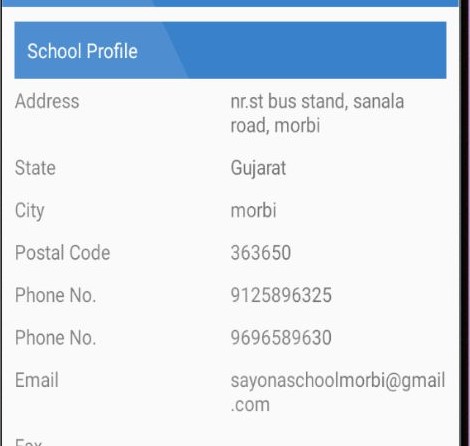 School Profile
Address nr.st bus stand, sanala
road, morbi
State Gujarat
City morbi
Postal Code 363650
Phone No. 9125896325
Phone No. 9696589630
Email sayonaschoolmorbi@gmail
.com
Fax